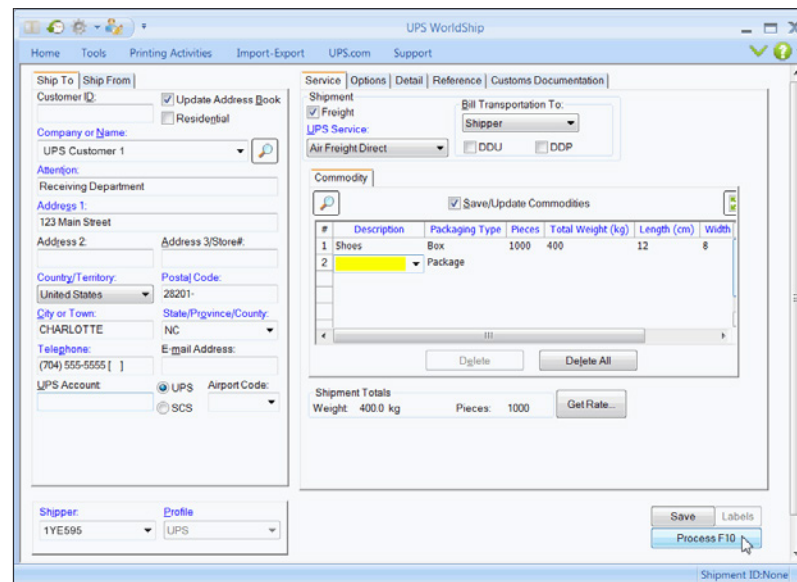 UPS WorldShip
Home Tools Printing Activities Import-Export UPS.com Support
Ship To Ship From
Customer ID:
Update Address Book
Residential
Company or Name:
UPS Customer 1
Attention:
Receiving Department
Address 1:
123 Main Street
Address 2: Address 3/Store#:
Country/Territory: Postal Code:
United States 28201-
City or Town: State/Province/County:
CHARLOTTE NC
Telephone: E-mail Address:
(704) 555-5555 [ ]
UPS Account: UPS Airport Code:
SCS
Shipper: Profile
1YE595 UPS
Service Options Detail Reference Customs Documentation
Shipment
Freight
UPS Service:
Air Freight Direct
Bill Transportation To:
Shipper
DDU DDP
Commodity
Save/Update Commodities
# Description Packaging Type Pieces Total Weight (kg) Length (cm) Width
1 Shoes Box 1000 400 12 8
2 Package
Delete Delete All
Shipment Totals
Weight: 400.0 kg Pieces: 1000 Get Rate...
Save Labels
Process F10
Shipment ID:None